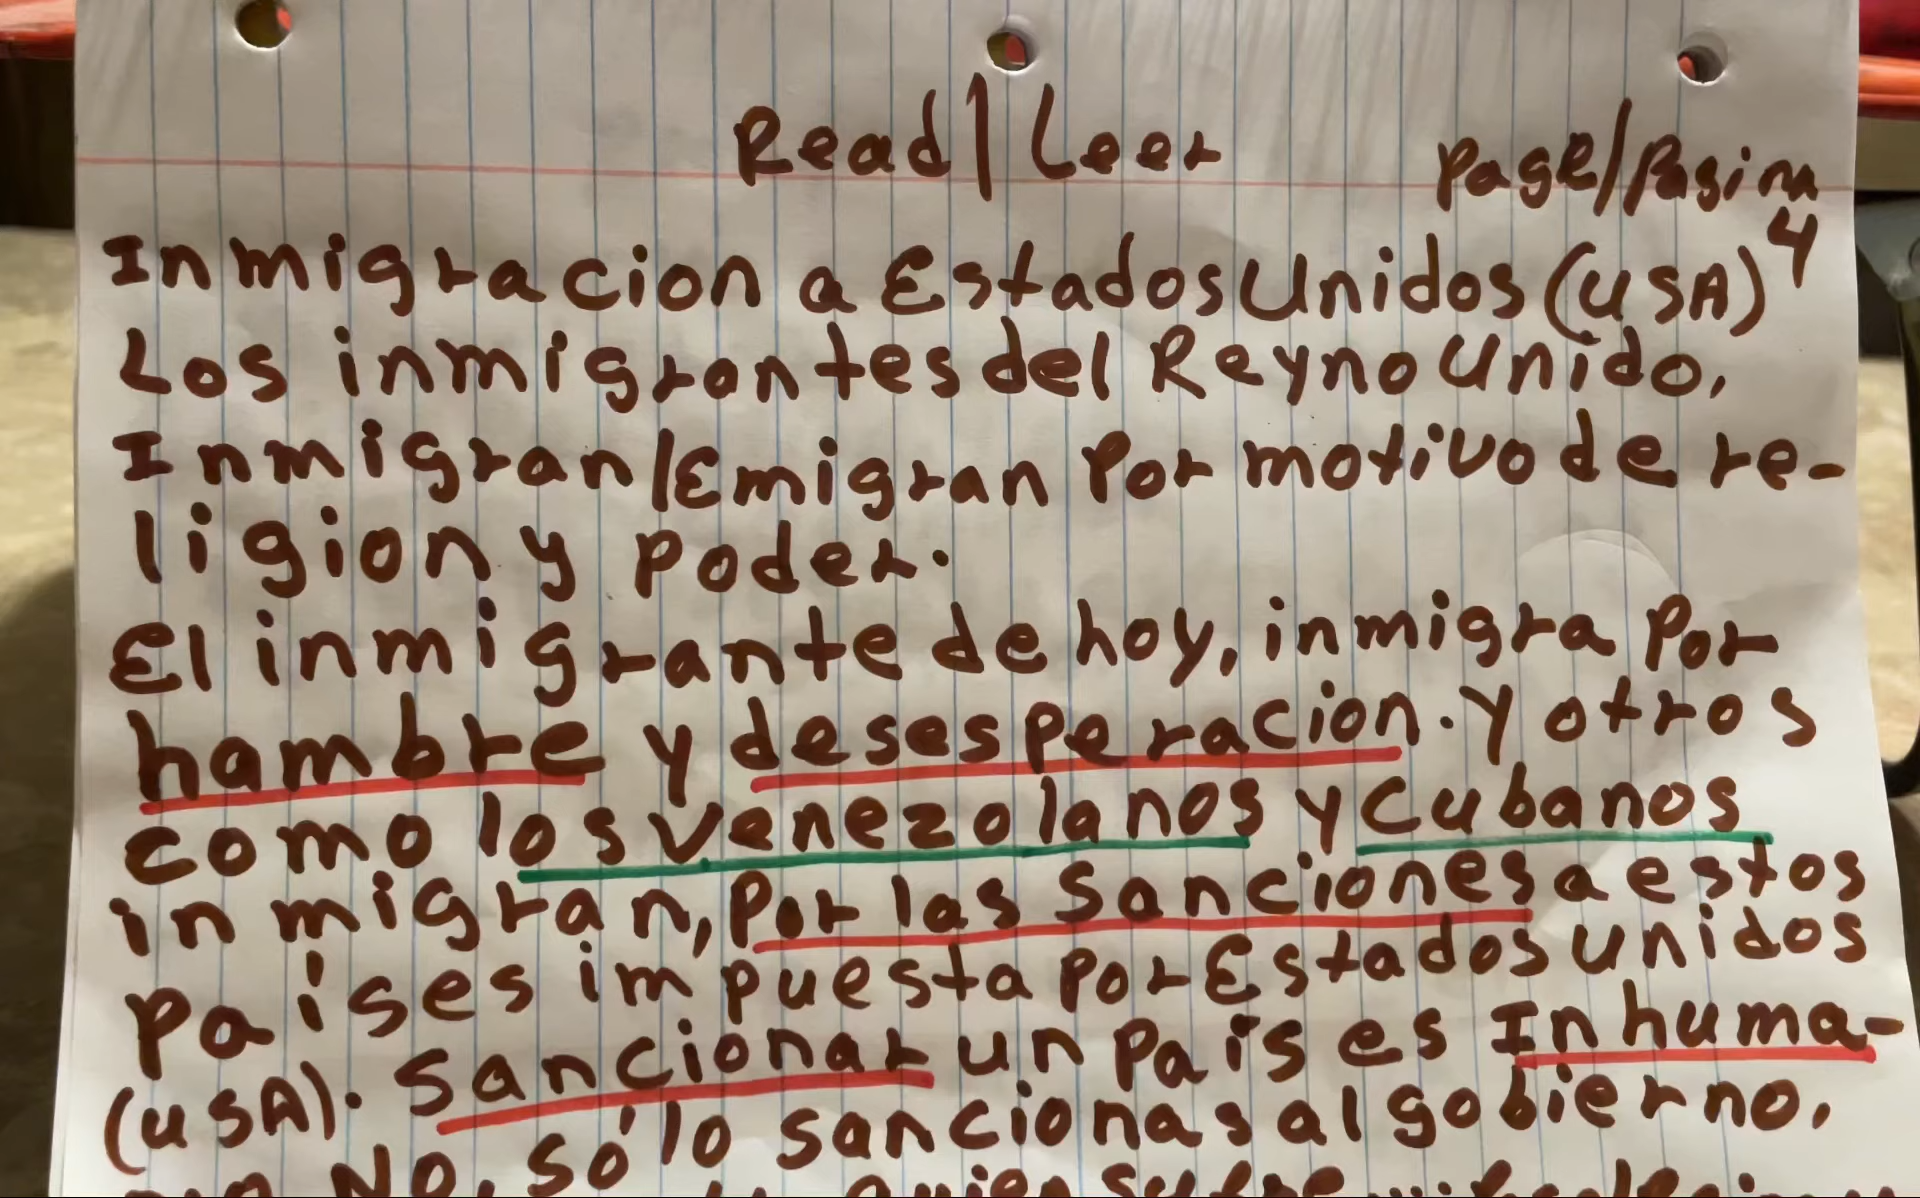 Read/Leer
Page/Pagina
4
Inmigracion a Estados Unidos (USA)
Los inmigrantes del Reyno Unido,
Inmigran/Emigran por motivo de re-
ligion y poder.
El inmigrante de hoy, inmigra por
hambre y desesperacion. Y otros
como los venezolanos y cubanos
inmigran, por las sanciones a estos
países impuesta por Estados Unidos
(USA). Sancionar un país es Inhuma-
No, sólo sancionas al gobierno,